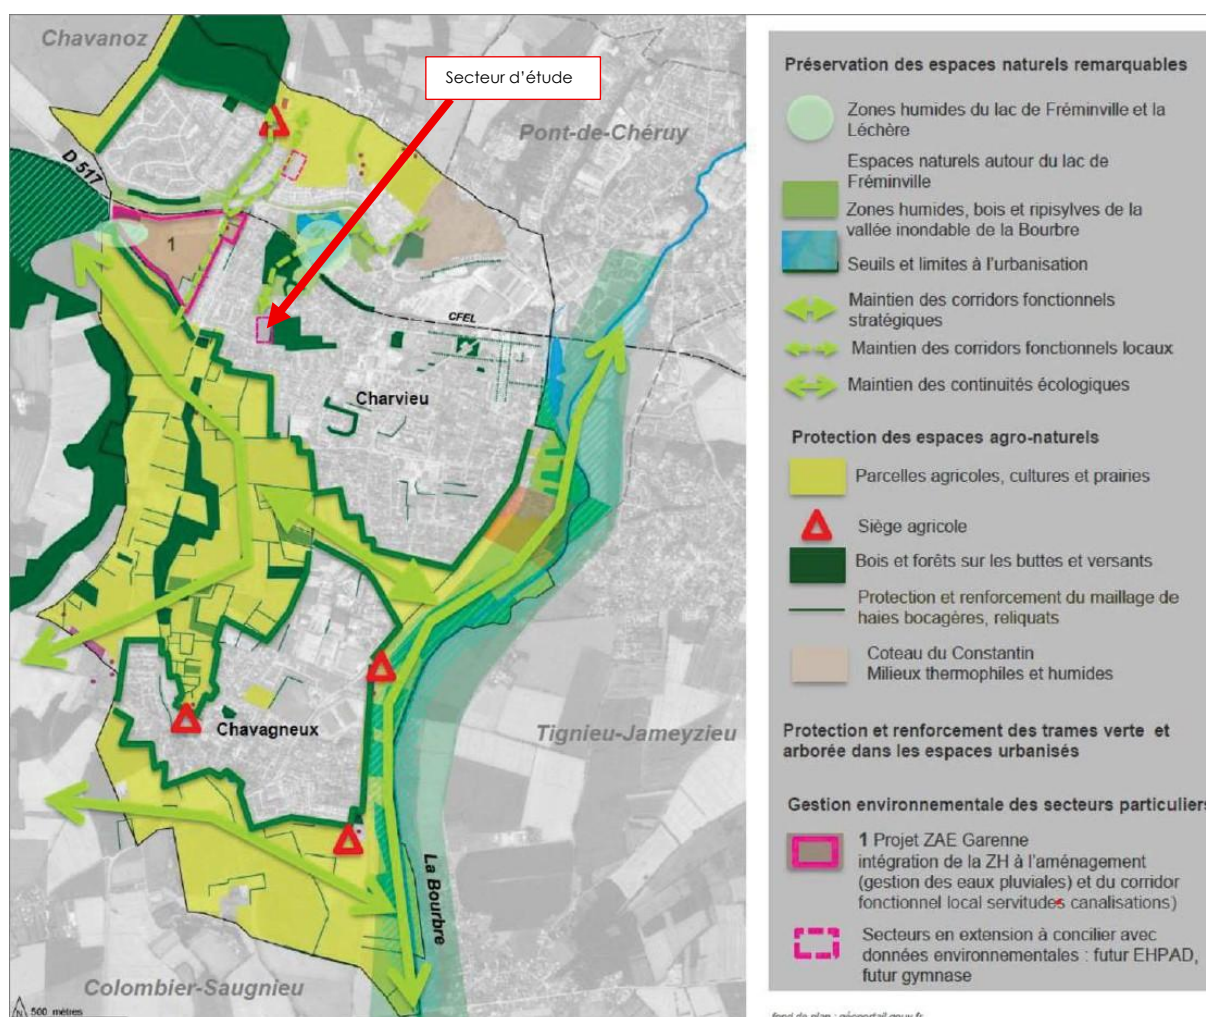 Chavanoz
Secteur d'étude
Pont-de-Chéruy
D 517
1
CFEL
Charvieu
Chavagneux
Tignieu-Jameyzieu
La Bourbre
Colombier-Saugnieu
N 500 mètres
Préservation des espaces naturels remarquables
Zones humides du lac de Fréminville et la
Léchère
Espaces naturels autour du lac de
Fréminville
Zones humides, bois et ripisylves de la
vallée inondable de la Bourbre
Seuils et limites à l'urbanisation
Maintien des corridors fonctionnels
stratégiques
Maintien des corridors fonctionnels locaux
Maintien des continuités écologiques
Protection des espaces agro-naturels
Parcelles agricoles, cultures et prairies
Siège agricole
Bois et forêts sur les buttes et versants
Protection et renforcement du maillage de
haies bocagères, reliquats
Coteau du Constantin
Milieux thermophiles et humides
Protection et renforcement des trames verte et
arborée dans les espaces urbanisés
Gestion environnementale des secteurs particuliers
1 Projet ZAE Garenne
intégration de la ZH à l'aménagement
(gestion des eaux pluviales) et du corridor
fonctionnel local servitudes canalisations)
Secteurs en extension à concilier avec
données environnementales : futur EHPAD,
futur gymnase
fond de plan : géoportail.gouv.fr